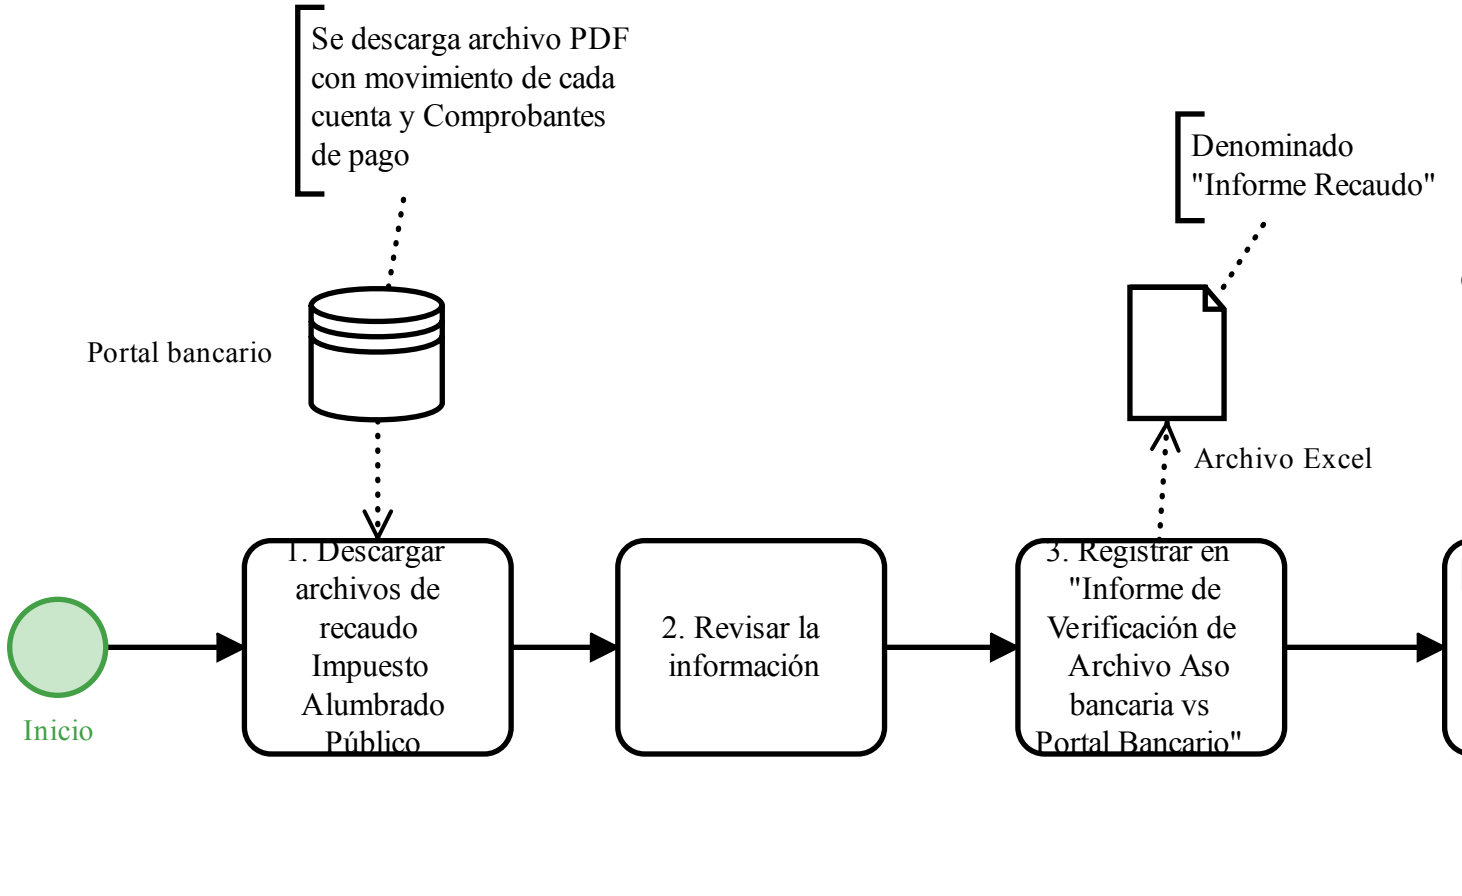 Se descarga archivo PDF
con movimiento de cada
cuenta y Comprobantes
de pago
Denominado
"Informe Recaudo"
Portal bancario
Archivo Excel
1. Descargar
archivos de
recaudo
Impuesto
Alumbrado
Público
2. Revisar la
información
3. Registrar en
"Informe de
Verificación de
Archivo Aso
bancaria vs
Portal Bancario"
Inicio